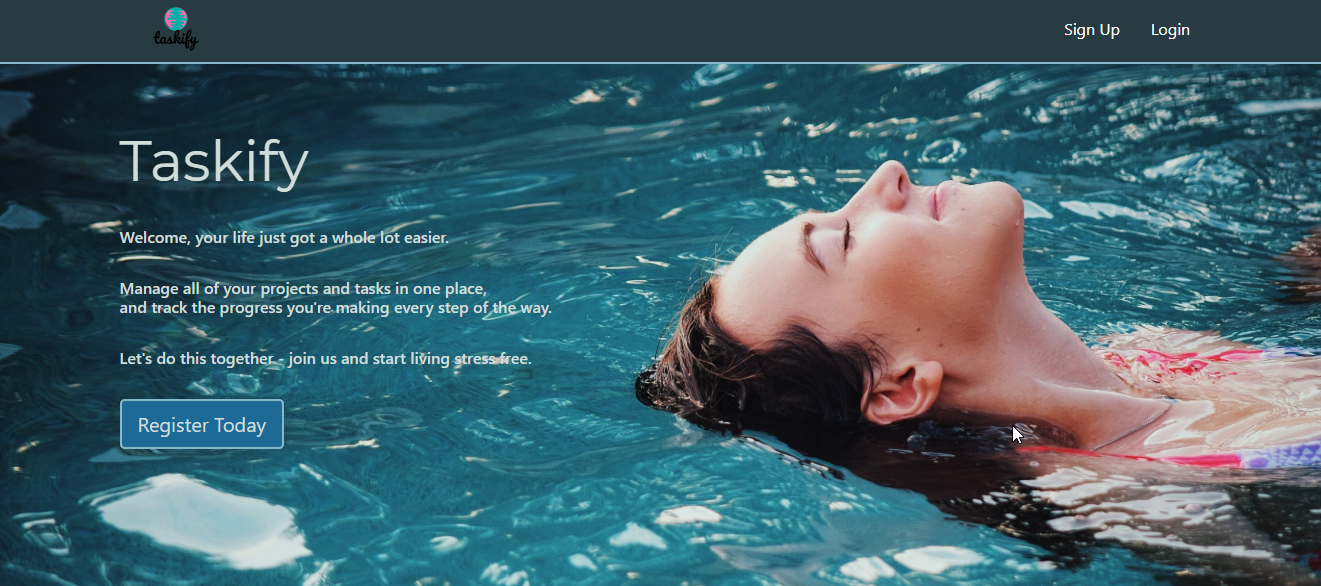 taskify
Sign Up
Login
Taskify
Welcome, your life just got a whole lot easier.
Manage all of your projects and tasks in one place,
and track the progress you're making every step of the way.
Let's do this together - join us and start living stress free.
Register Today